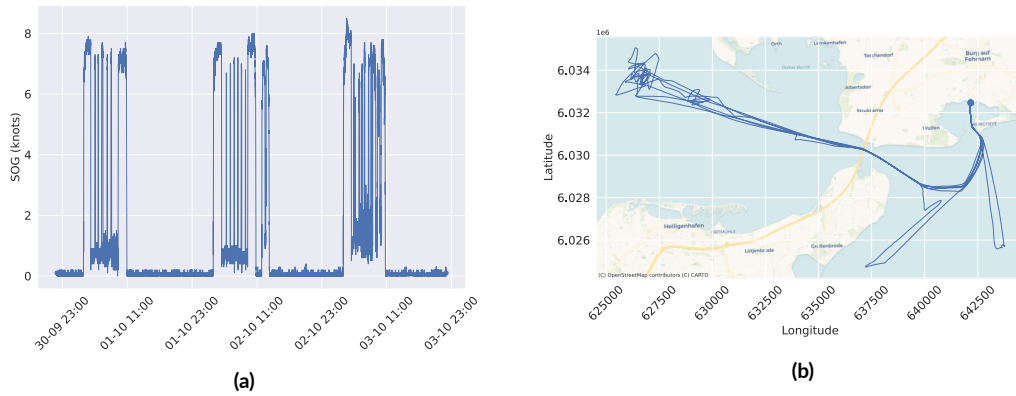 8
6
4
2
0
SOG (knots)
30-09 23:00
01-10 11:00
01-10 23:00
02-10 11:00
02-10 23:00
03-10 11:00
03-10 23:00
(a)
1e6
6.034
6.032
6.030
6.028
6.026
Latitude
Orth
Burg auf
Fehmarn
Heiligenhafen
(C) OpenStreetMap contributors (C) CARTO
625000
627500
630000
632500
635000
637500
640000
642500
Longitude
(b)